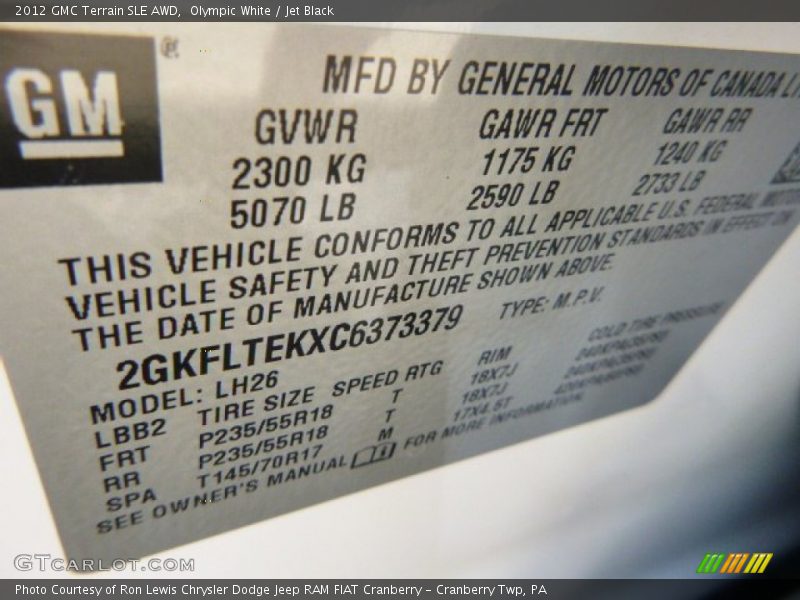 2012 GMC Terrain SLE AWD, Olympic White / Jet Black
GM
MFD BY GENERAL MOTORS OF CANADA
GVWR GAWR FRT GAWR RR
2300 KG 1175 KG 1240 KG
5070 LB 2590 LB 2733 LB
THIS VEHICLE CONFORMS TO ALL APPLICABLE U.S. FEDERAL MOTOR
VEHICLE SAFETY AND THEFT PREVENTION STANDARDS IN EFFECT ON
THE DATE OF MANUFACTURE SHOWN ABOVE.
2GKFLTEKXC6373379 TYPE: M.P.V.
MODEL: LH26
LBB2 TIRE SIZE SPEED RTG RIM COLD TIRE PRESSURE
FRT P235/55R18 T 18X7J
RR P235/55R18 T 18X7J
SPA T145/70R17 M 17X4.5T
SEE OWNER'S MANUAL FOR MORE INFORMATION
GTCARLOT.COM
Photo Courtesy of Ron Lewis Chrysler Dodge Jeep RAM FIAT Cranberry – Cranberry Twp, PA